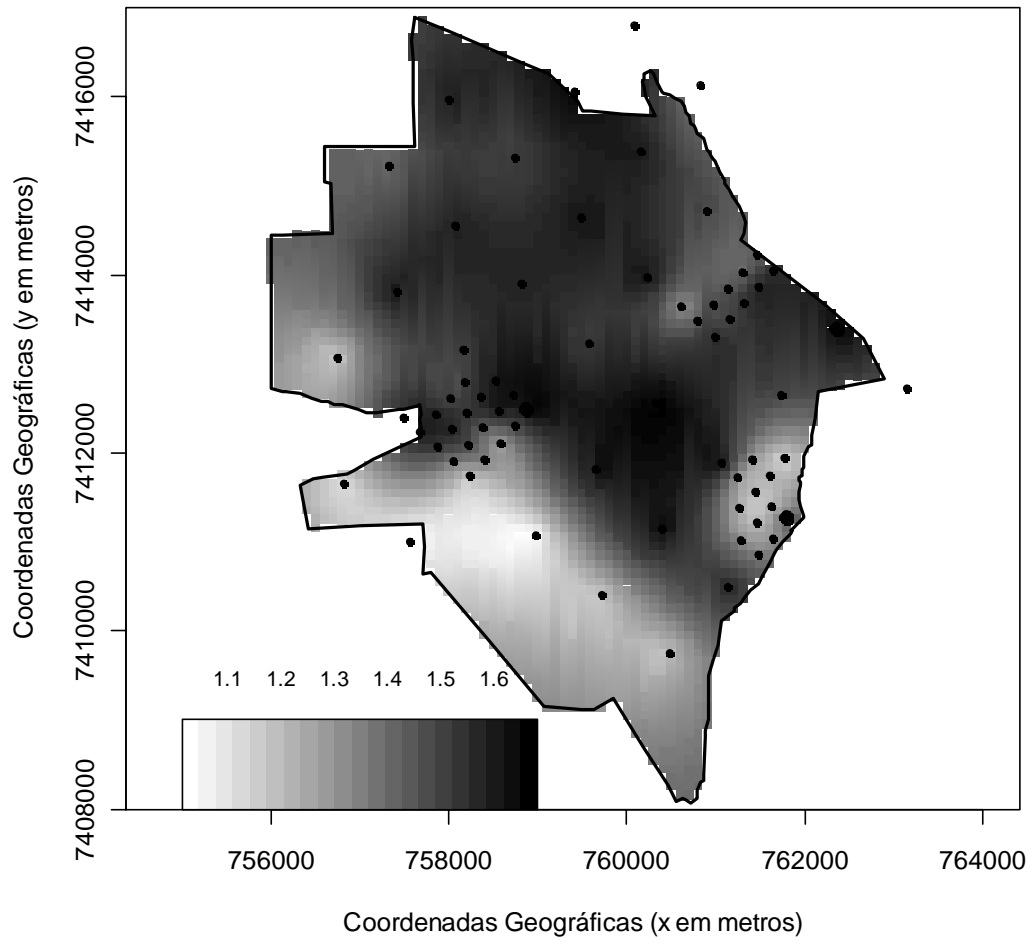 7416000
7414000
7412000
7410000
7408000
Coordenadas Geográficas (y em metros)
1.1 1.2 1.3 1.4 1.5 1.6
756000 758000 760000 762000 764000
Coordenadas Geográficas (x em metros)